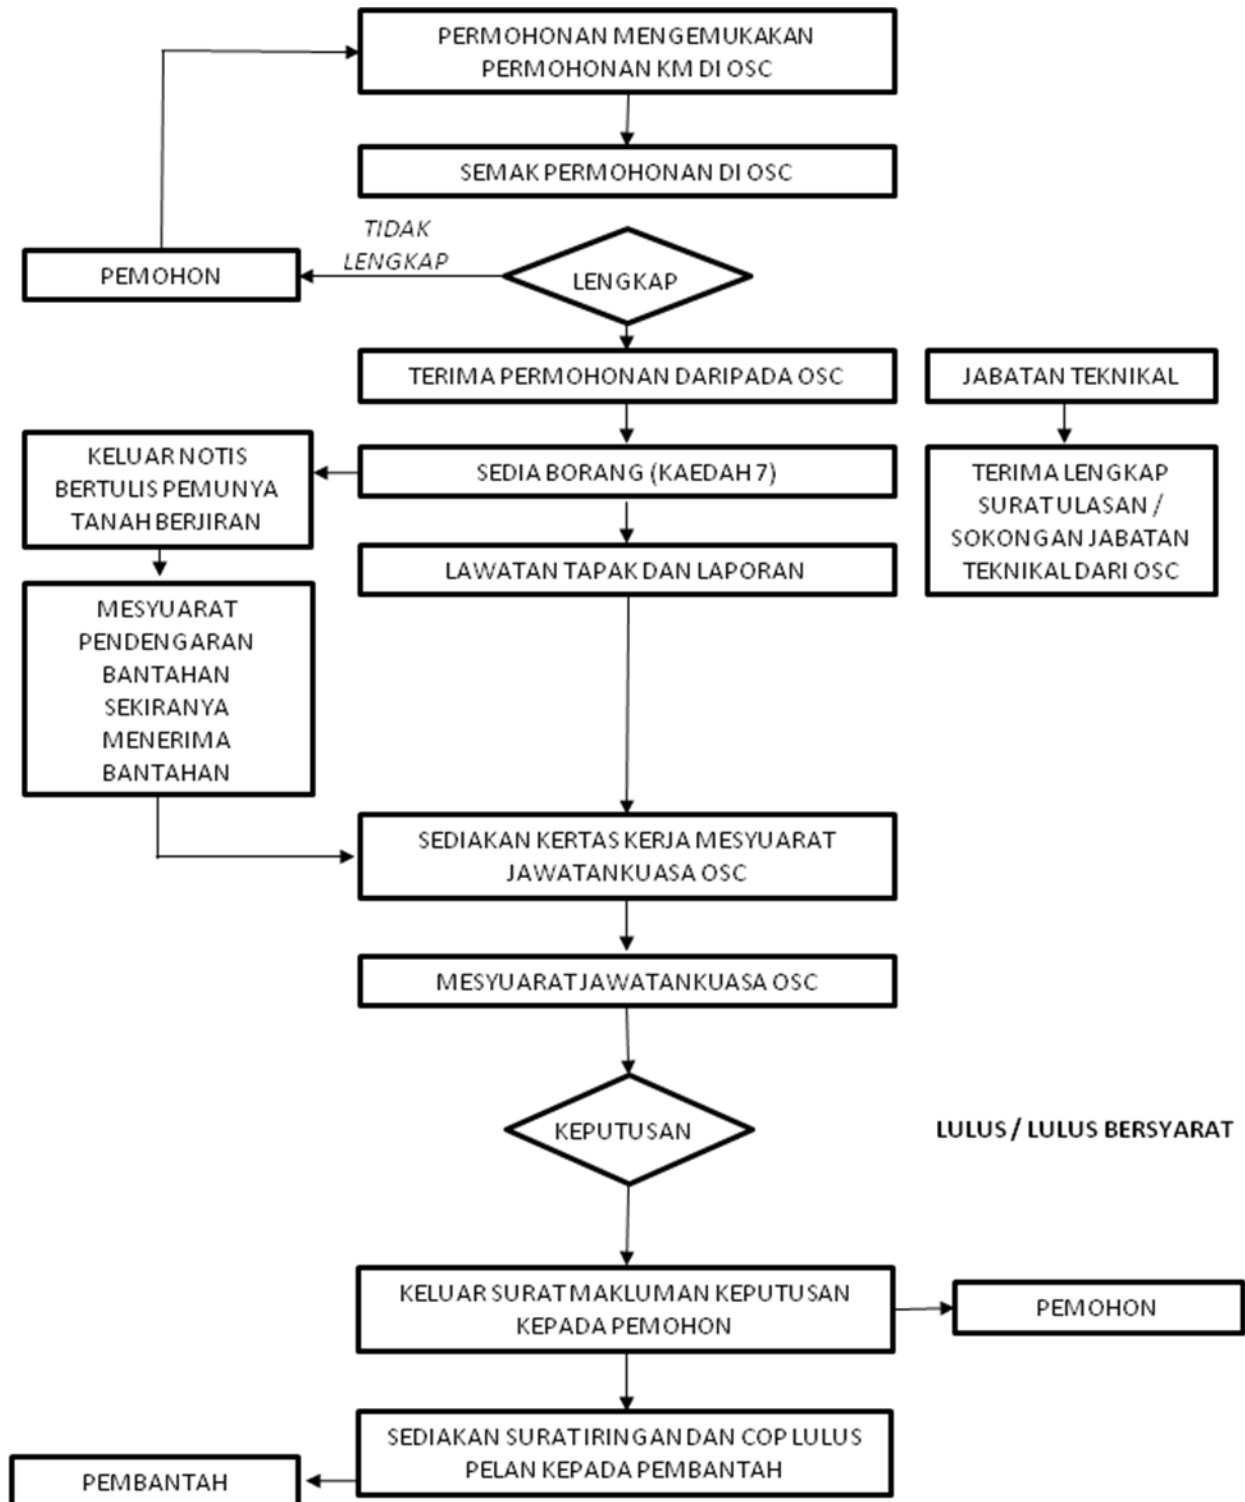 PERMOHONAN MENGEMUKAKAN
PERMOHONAN KM DI OSC
SEMAK PERMOHONAN DI OSC
TIDAK
LENGKAP
PEMOHON
LENGKAP
TERIMA PERMOHONAN DARIPADA OSC
JABATAN TEKNIKAL
KELUAR NOTIS
BERTULIS PEMUNYA
TANAH BERJIRAN
SEDIA BORANG (KAEDAH 7)
TERIMA LENGKAP
SURAT ULASAN /
SOKONGAN JABATAN
TEKNIKAL DARI OSC
LAWATAN TAPAK DAN LAPORAN
MESYUARAT
PENDENGARAN
BANTAHAN
SEKIRANYA
MENERIMA
BANTAHAN
SEDIAKAN KERTAS KERJA MESYUARAT
JAWATANKUASA OSC
MESYUARAT JAWATANKUASA OSC
KEPUTUSAN
LULUS / LULUS BERSYARAT
KELUAR SURAT MAKLUMAN KEPUTUSAN
KEPADA PEMOHON
PEMOHON
SEDIAKAN SURAT IRINGAN DAN COP LULUS
PELAN KEPADA PEMBANTAH
PEMBANTAH